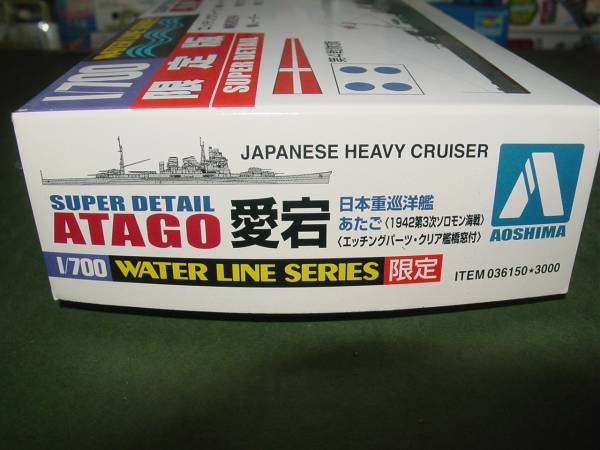 1/700
WATER LINE
限定版
SUPER DETAIL
JAPANESE HEAVY CRUISER
SUPER DETAIL
ATAGO 愛宕
日本重巡洋艦
あたご〈1942第3次ソロモン海戦〉
〈エッチングパーツ・クリア艦橋窓付〉
AOSHIMA
1/700 WATER LINE SERIES 限定
ITEM 036150*3000